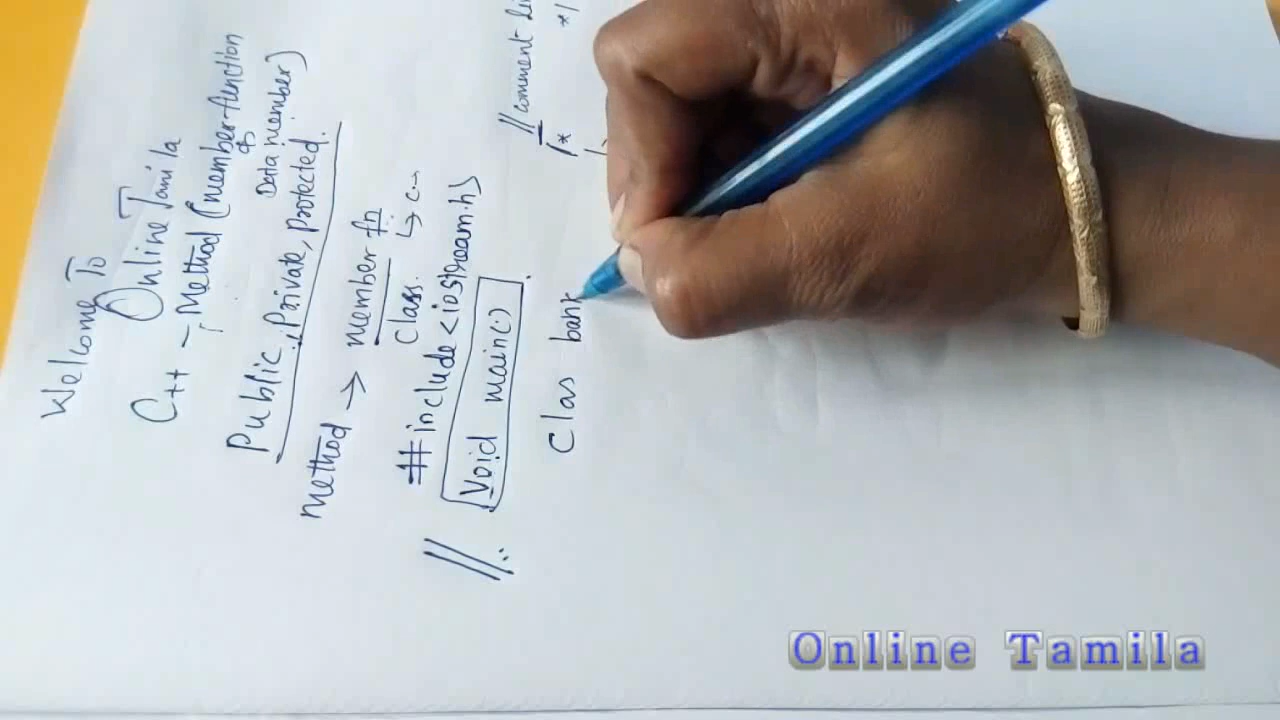 Welcome To
Online Tamila
C++ - Method (member function
&
Data member)
Public, Private, Protected.
method → member fn
Class. ↳ c
#include <iostream.h>
// void main()
// comment
/* */
Clas bank
Online Tamila